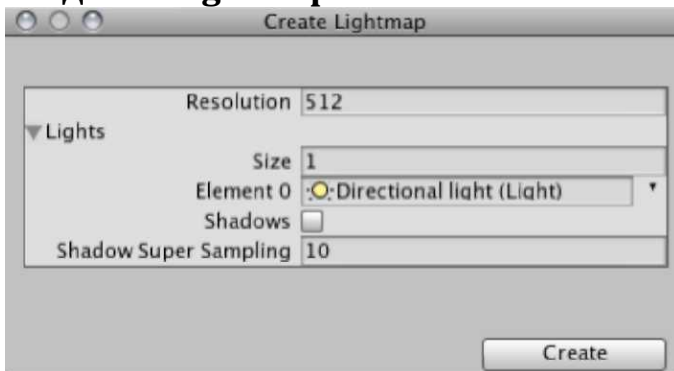 Create Lightmap
Resolution 512
Lights
Size 1
Element 0 Directional light (Light)
Shadows
Shadow Super Sampling 10
Create